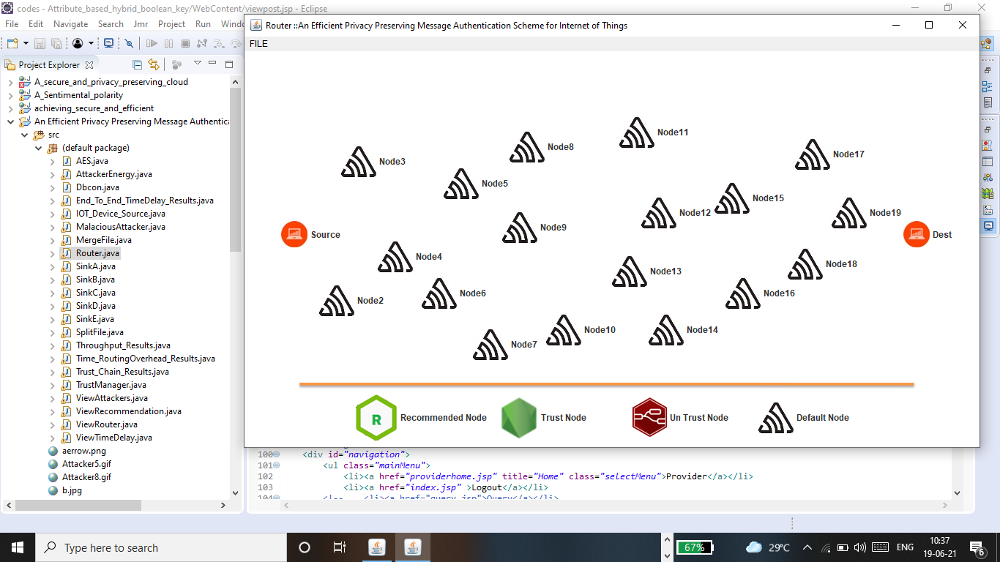 codes - Attribute_based_hybrid_boolean_key/WebContent/viewpost.jsp - Eclipse
File Edit Navigate Search Jmr Project Run
Project Explorer
A_secure_and_privacy_preserving_cloud
A_Sentimental_polarity
achieving_secure_and_efficient
An Efficient Privacy Preserving Message Authentica
src
(default package)
AES.java
AttackerEnergy.java
Dbcon.java
End_To_End_TimeDelay_Results.java
IOT_Device_Source.java
MalaciousAttacker.java
MergeFile.java
Router.java
SinkA.java
SinkB.java
SinkC.java
SinkD.java
SinkE.java
SplitFile.java
Throughput_Results.java
Time_RoutingOverhead_Results.java
Trust_Chain_Results.java
TrustManager.java
ViewAttackers.java
ViewRecommendation.java
ViewRouter.java
ViewTimeDelay.java
aerrow.png
Attacker5.gif
Attacker8.gif
b.jpg
Router ::An Efficient Privacy Preserving Message Authentication Scheme for Internet of Things
FILE
Node11
Node8
Node17
Node3
Node5
Node15
Node12
Node19
Node9
Source
Dest
Node4
Node18
Node13
Node6
Node16
Node2
Node10
Node14
Node7
R Recommended Node
Trust Node
Un Trust Node
Default Node
100 <div id="navigation">
101 <ul class="mainMenu">
102 <li><a href="providerhome.jsp" title="Home" class="selectMenu">Provider</a></li>
103 <li><a href="index.jsp" >Logout</a></li>
104 <!-- <li><a href="query.jsp">Query</a></li>
Type here to search
67%
29°C
ENG
10:37
19-06-21
6